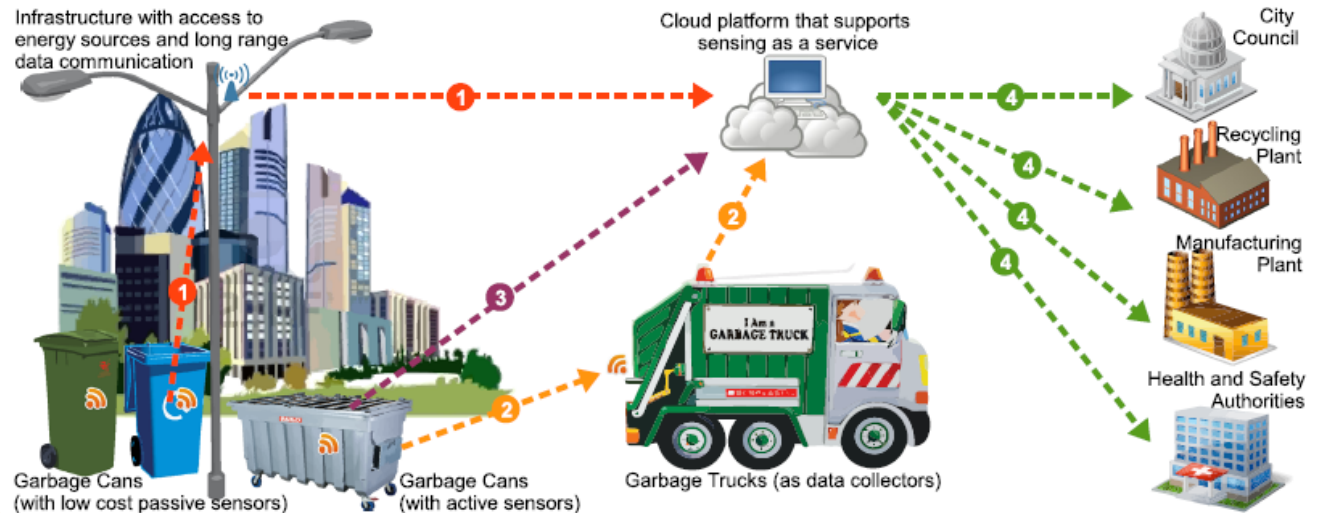 Infrastructure with access to
energy sources and long range
data communication
Cloud platform that supports
sensing as a service
City
Council
1
4
Recycling
Plant
4
2
4
Manufacturing
Plant
4
1
3
I Am a
GARBAGE TRUCK
Health and Safety
Authorities
2
Garbage Cans
(with low cost passive sensors)
Garbage Cans
(with active sensors)
Garbage Trucks (as data collectors)